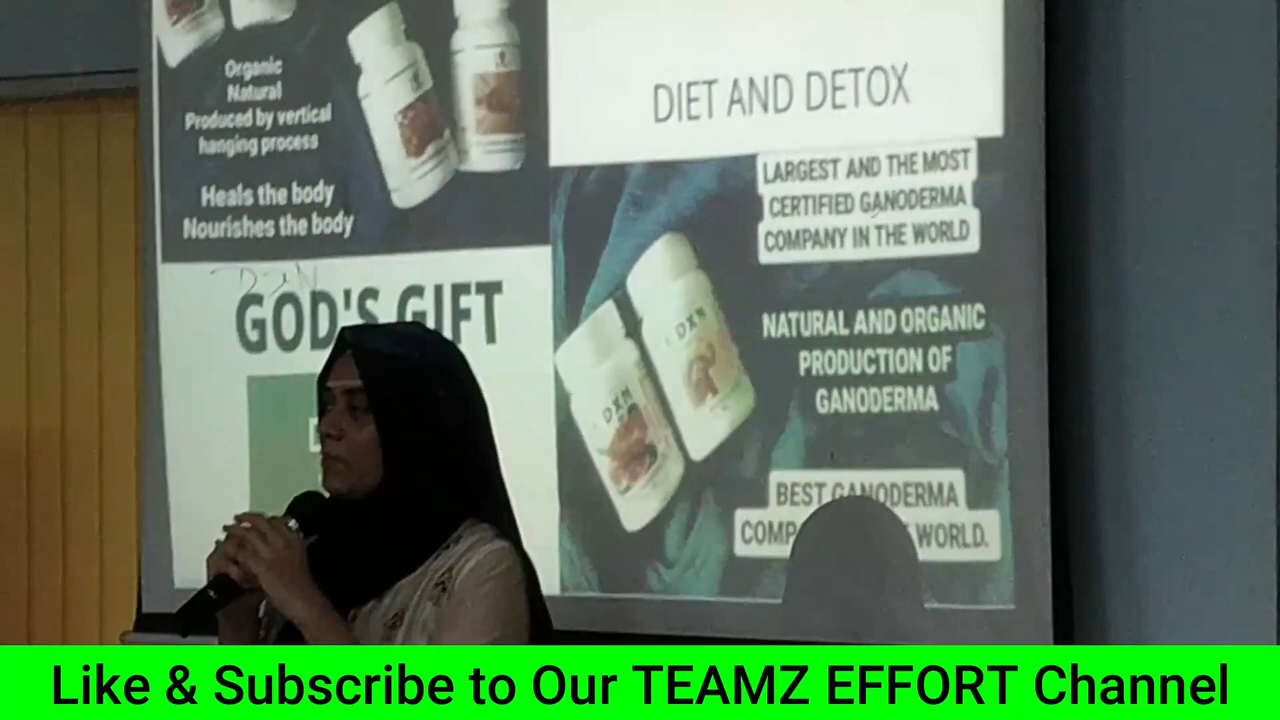 Organic
Natural
Produced by vertical
hanging process
Heals the body
Nourishes the body
DXN
GOD'S GIFT
DIET AND DETOX
LARGEST AND THE MOST
CERTIFIED GANODERMA
COMPANY IN THE WORLD
DXN
DXN
NATURAL AND ORGANIC
PRODUCTION OF
GANODERMA
BEST GANODERMA
WORLD.
Like & Subscribe to Our TEAMZ EFFORT Channel